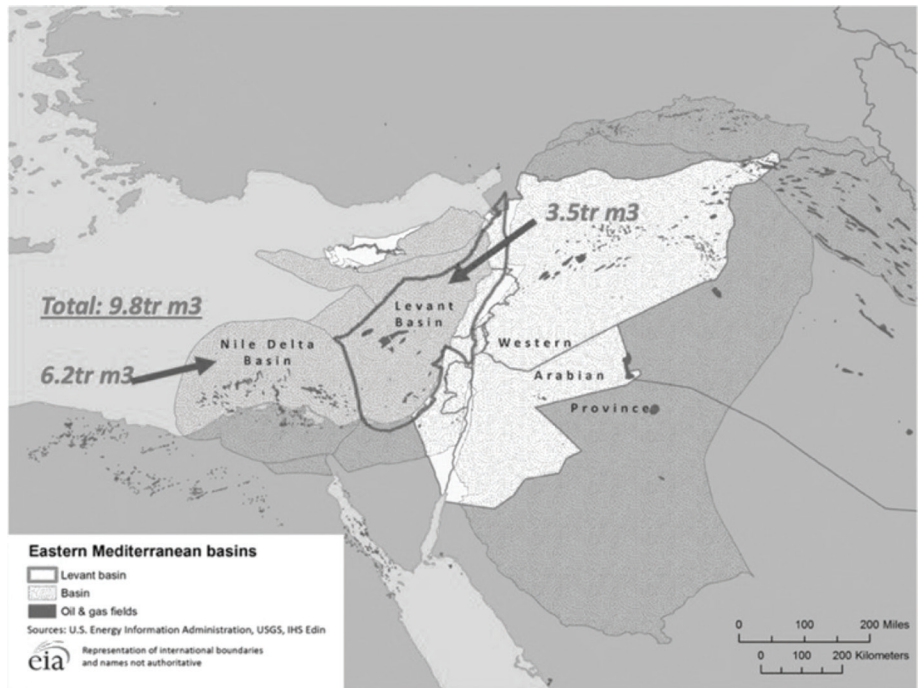 3.5tr m3
Total: 9.8tr m3
Levant
Basin
Nile Delta
Basin
6.2tr m3
Western
Arabian
Province
Eastern Mediterranean basins
Levant basin
Basin
Oil & gas fields
Sources: U.S. Energy Information Administration, USGS, IHS Edin
eia
Representation of international boundaries
and names not authoritative
0 100 200 Miles
0 100 200 Kilometers